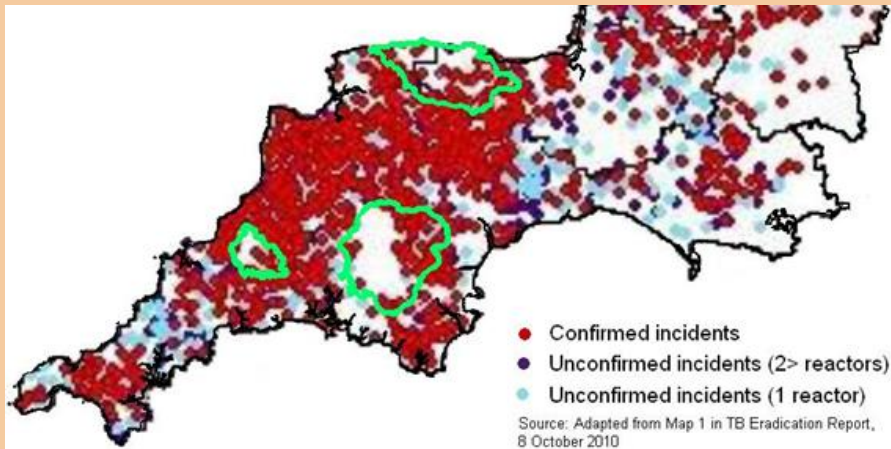 Confirmed incidents
Unconfirmed incidents (2> reactors)
Unconfirmed incidents (1 reactor)
Source: Adapted from Map 1 in TB Eradication Report,
8 October 2010